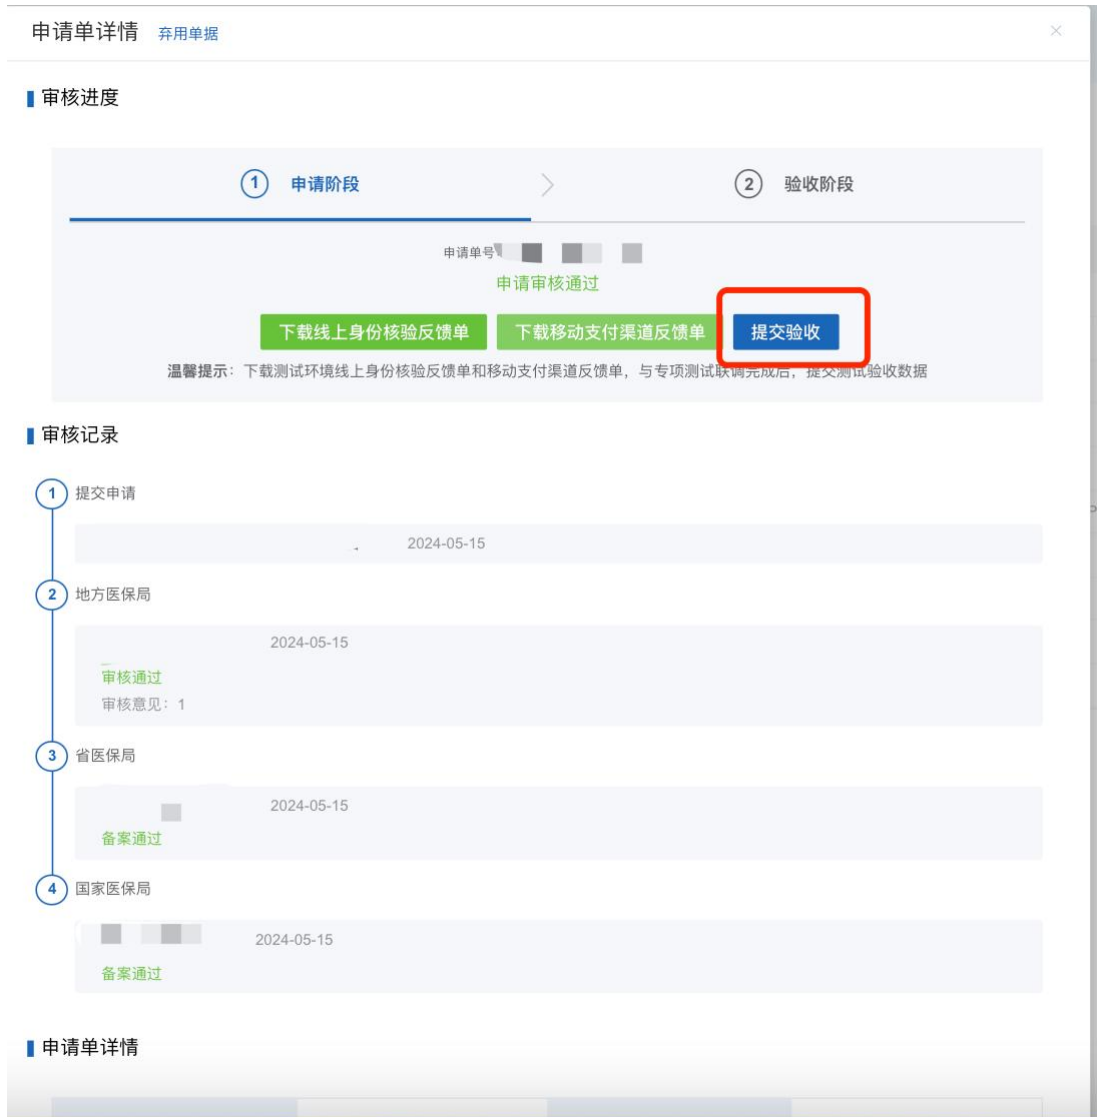 申请单详情 弃用单据
审核进度
1 申请阶段 2 验收阶段
申请单号
申请审核通过
下载线上身份核验反馈单 下载移动支付渠道反馈单 提交验收
温馨提示：下载测试环境线上身份核验反馈单和移动支付渠道反馈单，与专项测试联调完成后，提交测试验收数据
审核记录
1 提交申请
2024-05-15
2 地方医保局
2024-05-15
审核通过
审核意见：1
3 省医保局
2024-05-15
备案通过
4 国家医保局
2024-05-15
备案通过
申请单详情